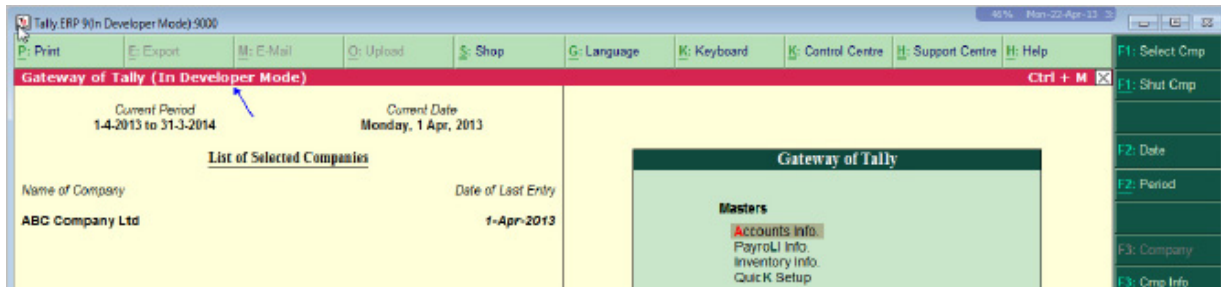 Tally.ERP 9(In Developer Mode):9000
46% Mon-22-Apr-13
P: Print E: Export M: E-Mail O: Upload S: Shop G: Language K: Keyboard K: Control Centre H: Support Centre H: Help
F1: Select Cmp
Gateway of Tally (In Developer Mode) Ctrl + M
F1: Shut Cmp
Current Period Current Date
1-4-2013 to 31-3-2014 Monday, 1 Apr, 2013
List of Selected Companies
Gateway of Tally
F2: Date
Name of Company Date of Last Entry
F2: Period
Masters
ABC Company Ltd 1-Apr-2013
Accounts Info.
PayroLl Info.
F3: Company
Inventory Info.
QuicK Setup
F3: Cmp Info